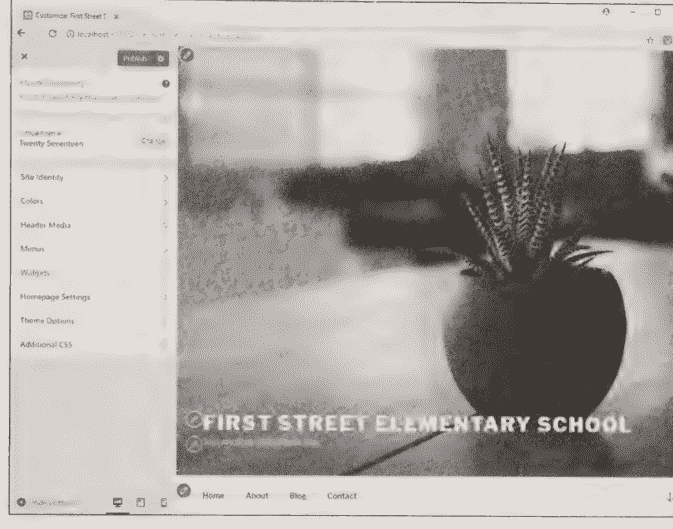 Customize: First Street
localhost
Publish
Twenty Seventeen
Site Identity
Colors
Header Media
Menus
Widgets
Homepage Settings
Theme Options
Additional CSS
FIRST STREET ELEMENTARY SCHOOL
Home About Blog Contact